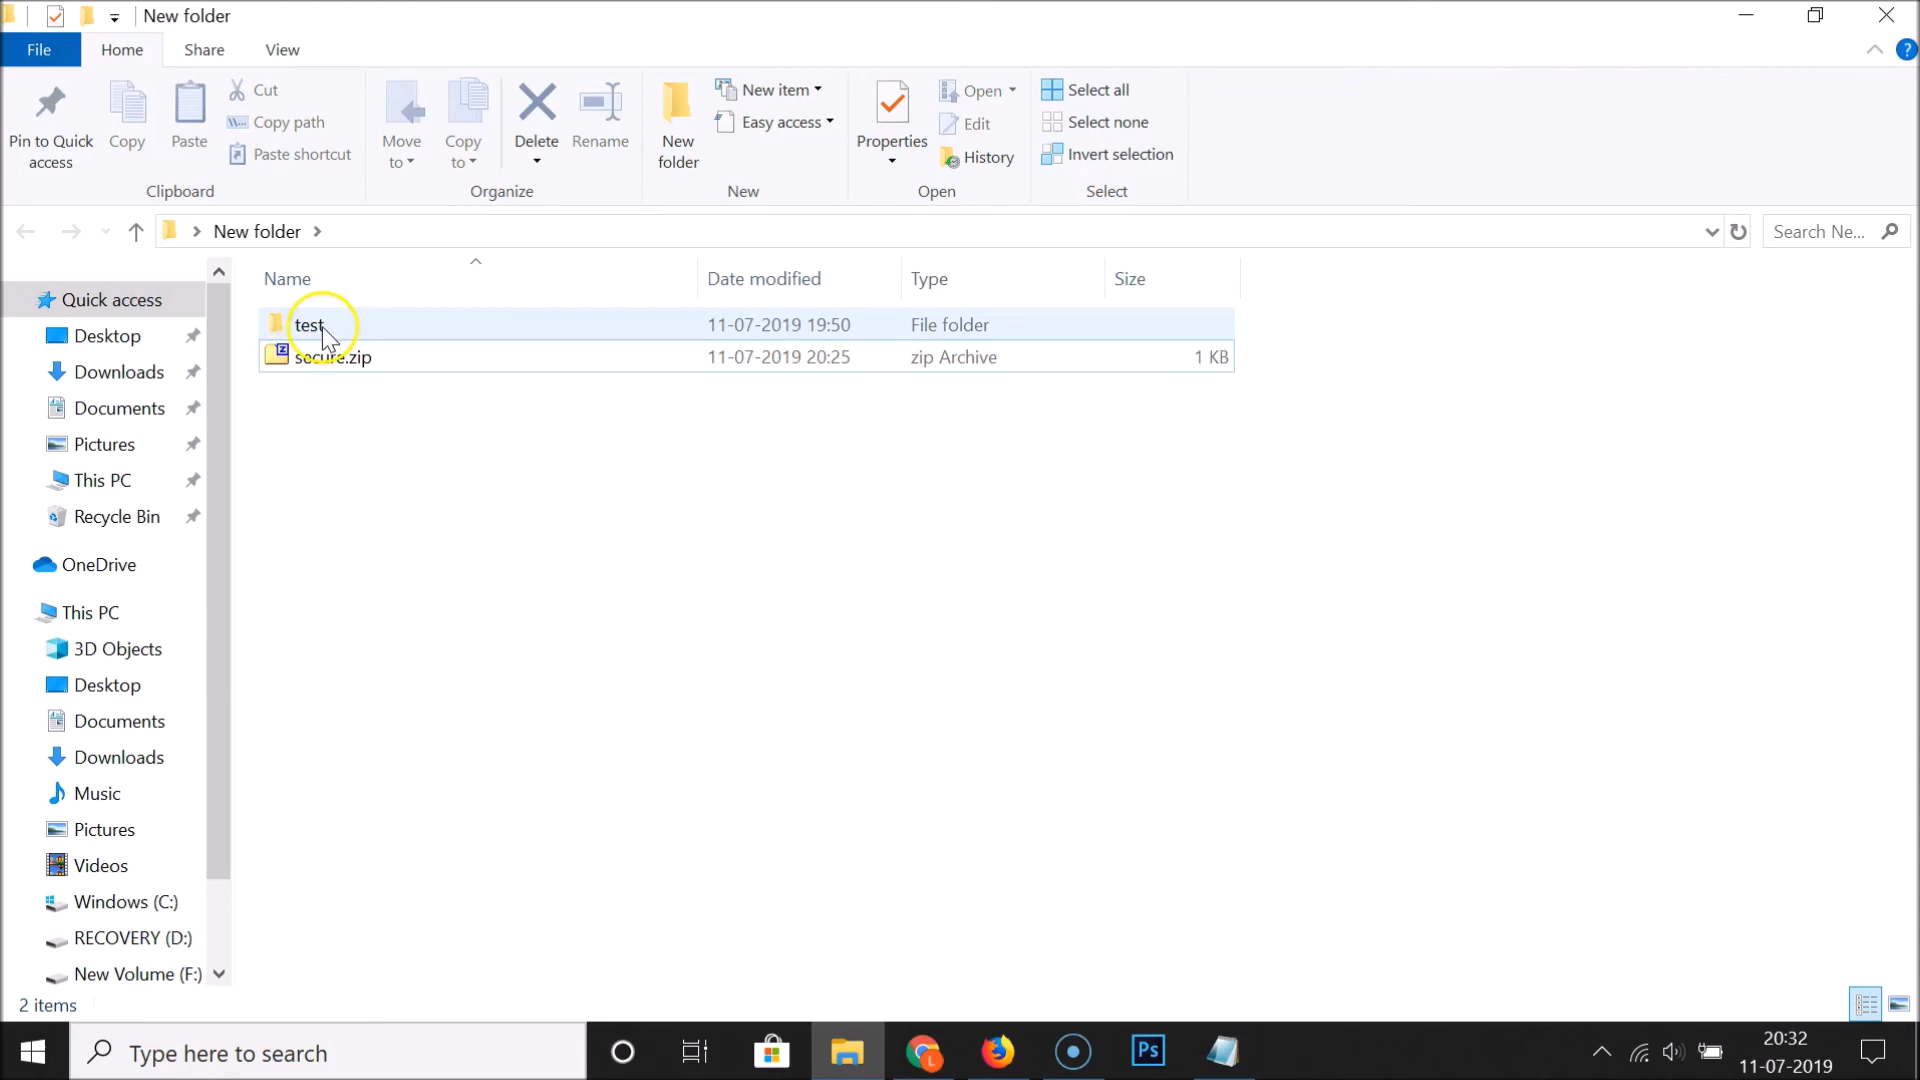 New folder
File Home Share View
Pin to Quick access
Copy
Paste
Cut
Copy path
Paste shortcut
Clipboard
Move to
Copy to
Delete
Rename
Organize
New folder
New item
Easy access
New
Properties
Open
Edit
History
Open
Select all
Select none
Invert selection
Select
New folder
Search Ne...
Name Date modified Type Size
test 11-07-2019 19:50 File folder
secure.zip 11-07-2019 20:25 zip Archive 1 KB
Quick access
Desktop
Downloads
Documents
Pictures
This PC
Recycle Bin
OneDrive
This PC
3D Objects
Desktop
Documents
Downloads
Music
Pictures
Videos
Windows (C:)
RECOVERY (D:)
New Volume (F:)
2 items
Type here to search
L
Ps
20:32
11-07-2019